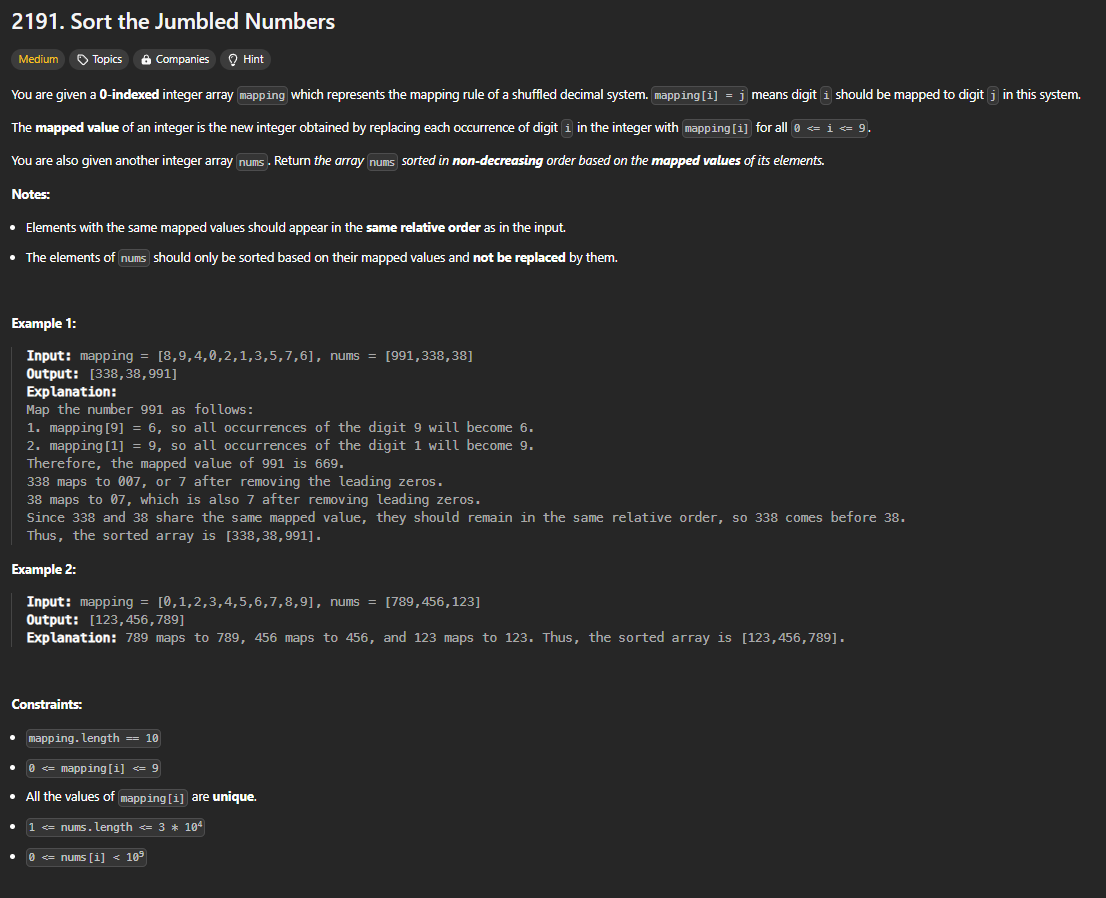 2191. Sort the Jumbled Numbers
Medium Topics Companies Hint
You are given a 0-indexed integer array mapping which represents the mapping rule of a shuffled decimal system. mapping[i] = j means digit i should be mapped to digit j in this system.
The mapped value of an integer is the new integer obtained by replacing each occurrence of digit i in the integer with mapping[i] for all 0 <= i <= 9.
You are also given another integer array nums. Return the array nums sorted in non-decreasing order based on the mapped values of its elements.
Notes:
• Elements with the same mapped values should appear in the same relative order as in the input.
• The elements of nums should only be sorted based on their mapped values and not be replaced by them.
Example 1:
Input: mapping = [8,9,4,0,2,1,3,5,7,6], nums = [991,338,38]
Output: [338,38,991]
Explanation:
Map the number 991 as follows:
1. mapping[9] = 6, so all occurrences of the digit 9 will become 6.
2. mapping[1] = 9, so all occurrences of the digit 1 will become 9.
Therefore, the mapped value of 991 is 669.
338 maps to 007, or 7 after removing the leading zeros.
38 maps to 07, which is also 7 after removing leading zeros.
Since 338 and 38 share the same mapped value, they should remain in the same relative order, so 338 comes before 38.
Thus, the sorted array is [338,38,991].
Example 2:
Input: mapping = [0,1,2,3,4,5,6,7,8,9], nums = [789,456,123]
Output: [123,456,789]
Explanation: 789 maps to 789, 456 maps to 456, and 123 maps to 123. Thus, the sorted array is [123,456,789].
Constraints:
• mapping.length == 10
• 0 <= mapping[i] <= 9
• All the values of mapping[i] are unique.
• 1 <= nums.length <= 3 * 10⁴
• 0 <= nums[i] < 10⁹